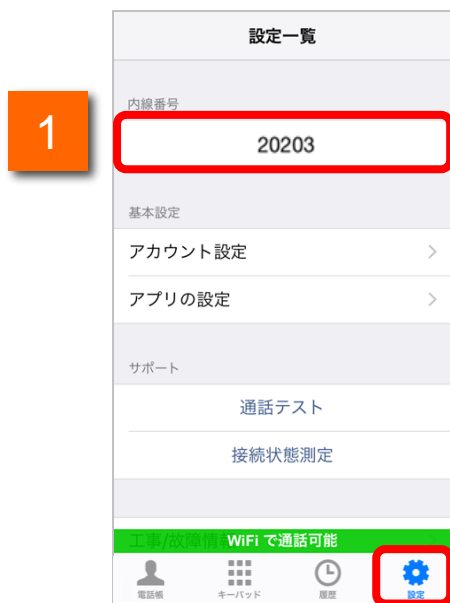 設定一覧
1
内線番号
20203
基本設定
アカウント設定
アプリの設定
サポート
通話テスト
接続状態測定
工事/故障情報
WiFi で通話可能
電話帳
キーパッド
履歴
設定